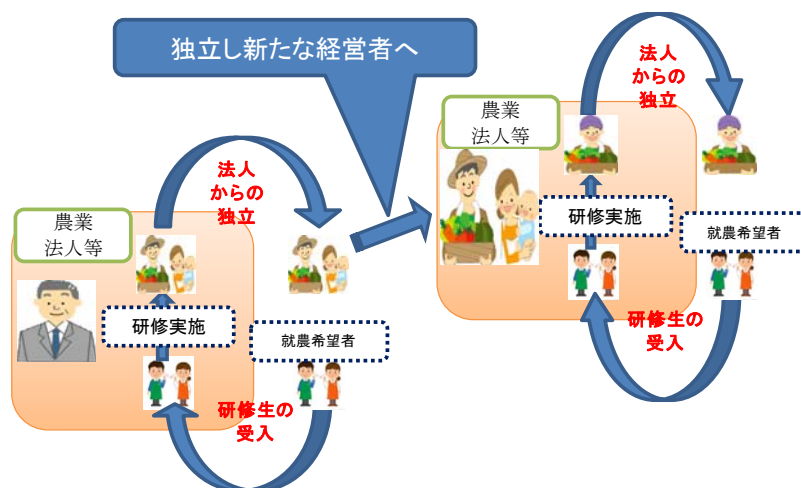 独立し新たな経営者へ
法人
からの
独立
農業
法人等
研修実施
就農希望者
研修生の
受入
法人
からの
独立
農業
法人等
研修実施
就農希望者
研修生の
受入